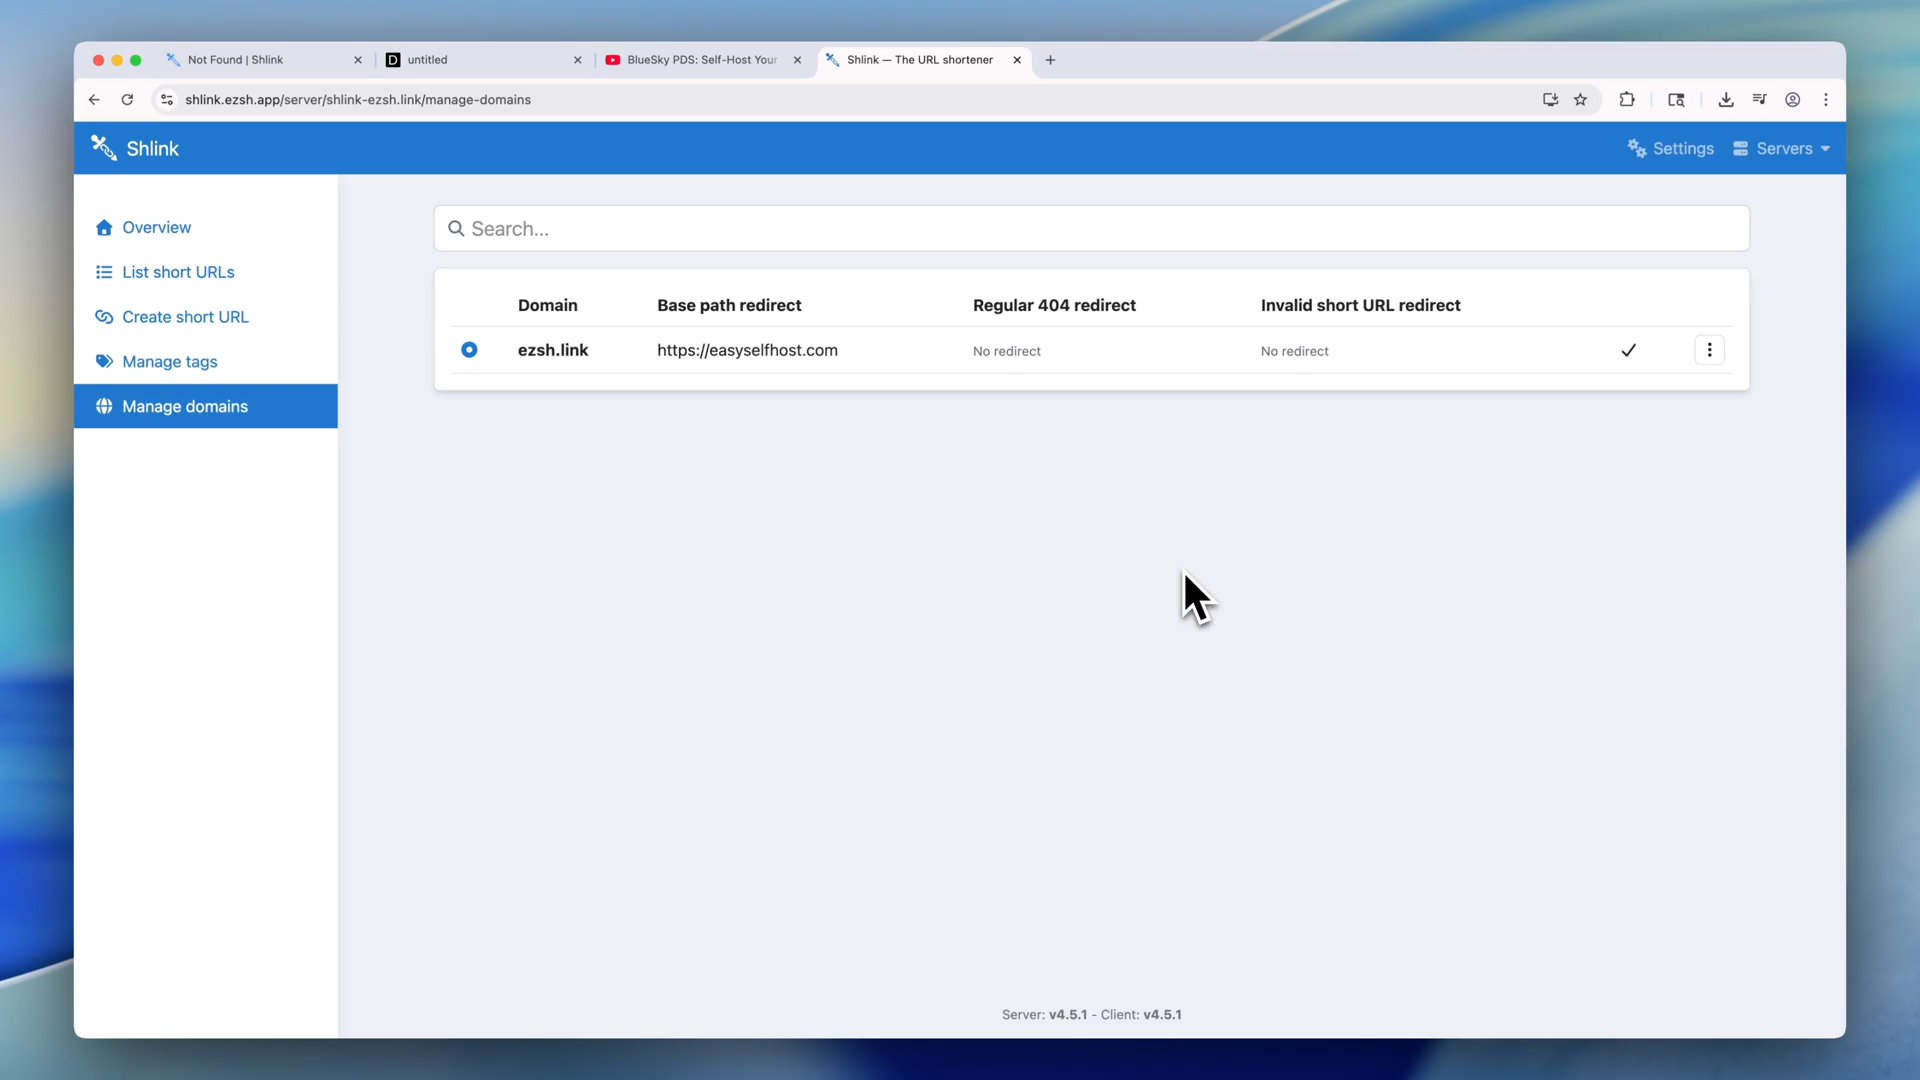 Not Found | Shlink
untitled
BlueSky PDS: Self-Host Your
Shlink — The URL shortener
shlink.ezsh.app/server/shlink-ezsh.link/manage-domains
Shlink
Settings
Servers
Overview
List short URLs
Create short URL
Manage tags
Manage domains
Search...
Domain Base path redirect Regular 404 redirect Invalid short URL redirect
ezsh.link https://easyselfhost.com No redirect No redirect
Server: v4.5.1 - Client: v4.5.1